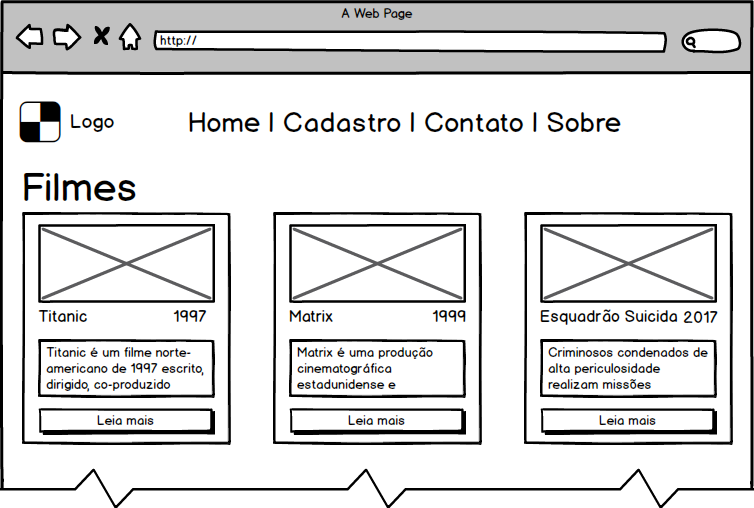 A Web Page
http://
Logo
Home | Cadastro | Contato | Sobre
Filmes
Titanic 1997
Titanic é um filme norte-
americano de 1997 escrito,
dirigido, co-produzido
Leia mais
Matrix 1999
Matrix é uma produção
cinematográfica
estadunidense e
Leia mais
Esquadrão Suicida 2017
Criminosos condenados de
alta periculosidade
realizam missões
Leia mais